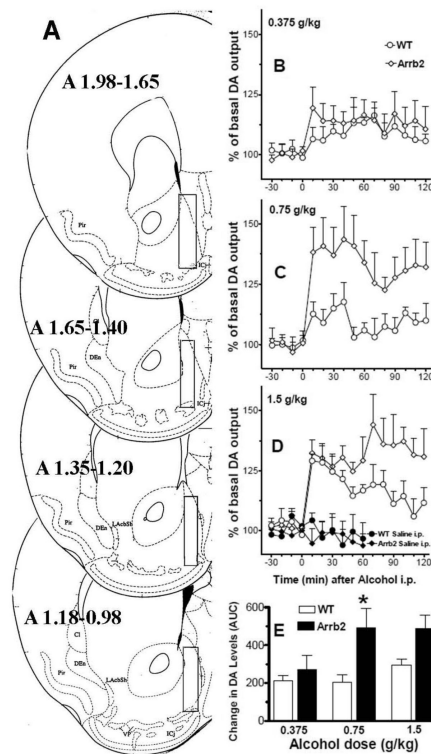 A
A 1.98-1.65
Pir
ICj
A 1.65-1.40
Cl
DEn
Pir
ICj
A 1.35-1.20
Pir
DEn
LAcbSh
A 1.18-0.98
Cl
DEn
Pir
LAcbSh
VP
ICj
0.375 g/kg
WT
Arrb2
B
% of basal DA output
125
100
-30 0 30 60 90 120
0.75 g/kg
C
% of basal DA output
150
125
100
-30 0 30 60 90 120
1.5 g/kg
D
% of basal DA output
150
125
100
WT Saline i.p.
Arrb2 Saline i.p.
-30 0 30 60 90 120
Time (min) after Alcohol i.p.
E
WT
Arrb2
*
Change in DA Levels (AUC)
600
400
200
0
0.375 0.75 1.5
Alcohol dose (g/kg)